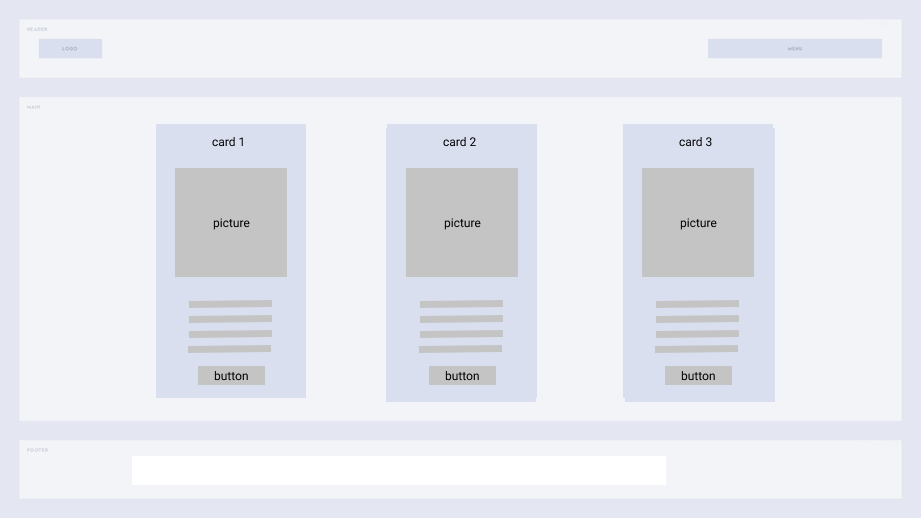 HEADER
LOGO
MENU
MAIN
card 1
card 2
card 3
picture
picture
picture
button
button
button
FOOTER